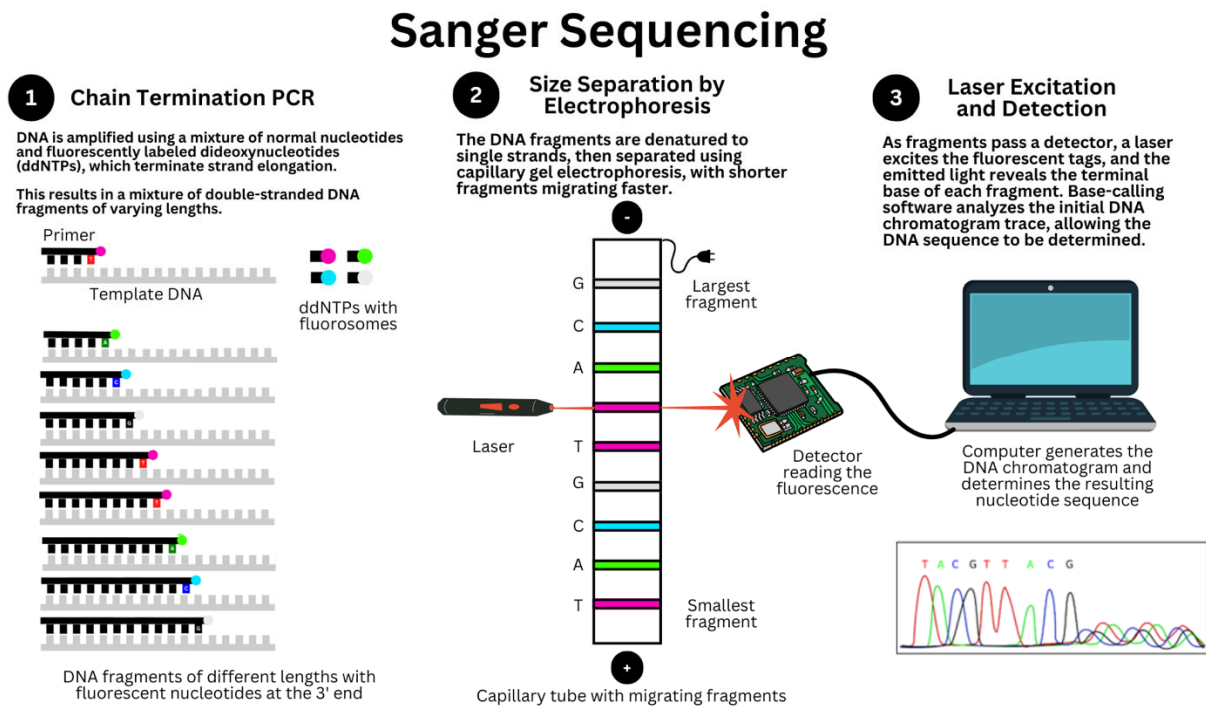 Sanger Sequencing
1
Chain Termination PCR
DNA is amplified using a mixture of normal nucleotides
and fluorescently labeled dideoxynucleotides
(ddNTPs), which terminate strand elongation.
This results in a mixture of double-stranded DNA
fragments of varying lengths.
Primer
T
Template DNA
ddNTPs with
fluorosomes
A
C
G
T
T
A
C
G
DNA fragments of different lengths with
fluorescent nucleotides at the 3' end
2
Size Separation by
Electrophoresis
The DNA fragments are denatured to
single strands, then separated using
capillary gel electrophoresis, with shorter
fragments migrating faster.
-
G
Largest
fragment
C
A
Laser
T
G
C
A
T
Smallest
fragment
+
Capillary tube with migrating fragments
Detector
reading the
fluorescence
3
Laser Excitation
and Detection
As fragments pass a detector, a laser
excites the fluorescent tags, and the
emitted light reveals the terminal
base of each fragment. Base-calling
software analyzes the initial DNA
chromatogram trace, allowing the
DNA sequence to be determined.
Computer generates the
DNA chromatogram and
determines the resulting
nucleotide sequence
T A C G T T A C G